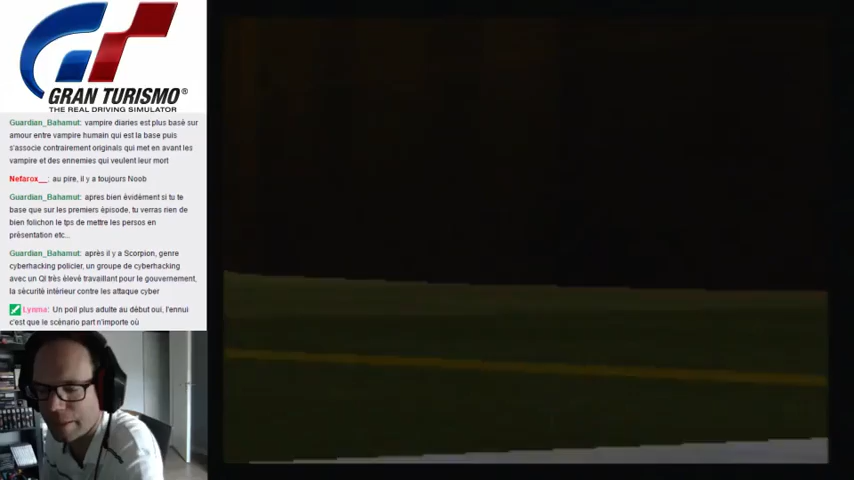 GRAN TURISMO®
THE REAL DRIVING SIMULATOR
Guardian_Bahamut: vampire diaries est plus basé sur
amour entre vampire humain qui est la base puis
s'associe contrairement originals qui met en avant les
vampire et des ennemies qui veulent leur mort
Nefarox__: au pire, il y a toujours Noob
Guardian_Bahamut: apres bien évidèment si tu te
base que sur les premiers épisode, tu verras rien de
bien folichon le tps de mettre les persos en
présentation etc...
Guardian_Bahamut: après il y a Scorpion, genre
cyberhacking policier, un groupe de cyberhacking
avec un QI très élevé travaillant pour le gouvernement,
la sécuritè intérieur contre les attaque cyber
Lynma: Un poil plus adulte au début oui, l'ennui
c'est que le scénario part n'importe où